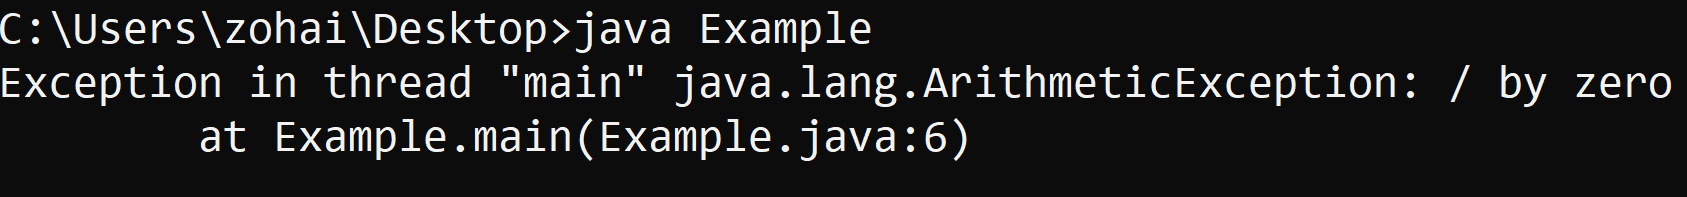 C:\Users\zohai\Desktop>java Example
Exception in thread "main" java.lang.ArithmeticException: / by zero
        at Example.main(Example.java:6)